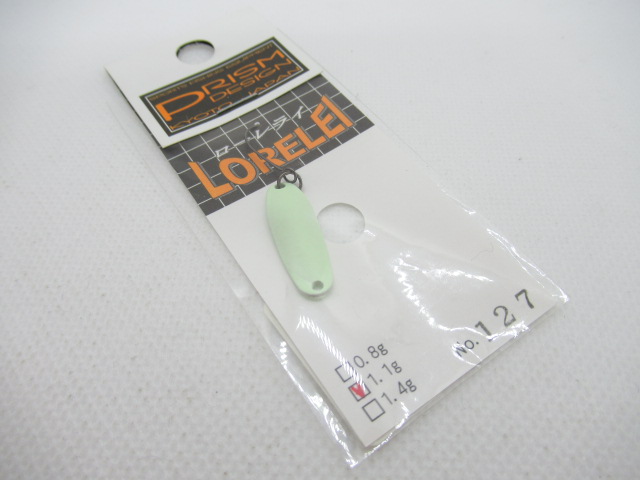 PRISM
DESIGN
KYOTO JAPAN
ローレライ
LORELEI
0.8g
1.1g
1.4g
No. 127